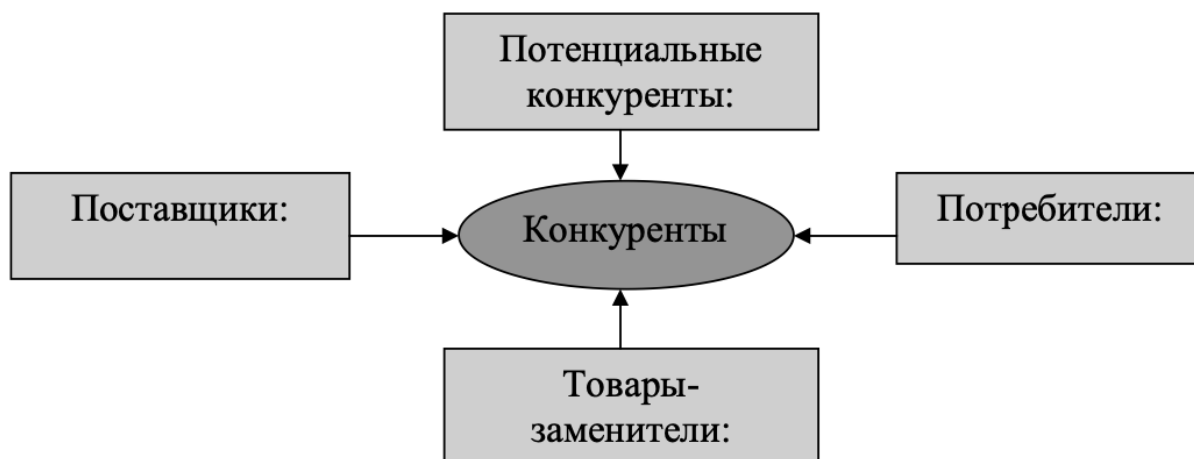 Потенциальные
конкуренты:
Поставщики:
Конкуренты
Потребители:
Товары-
заменители: